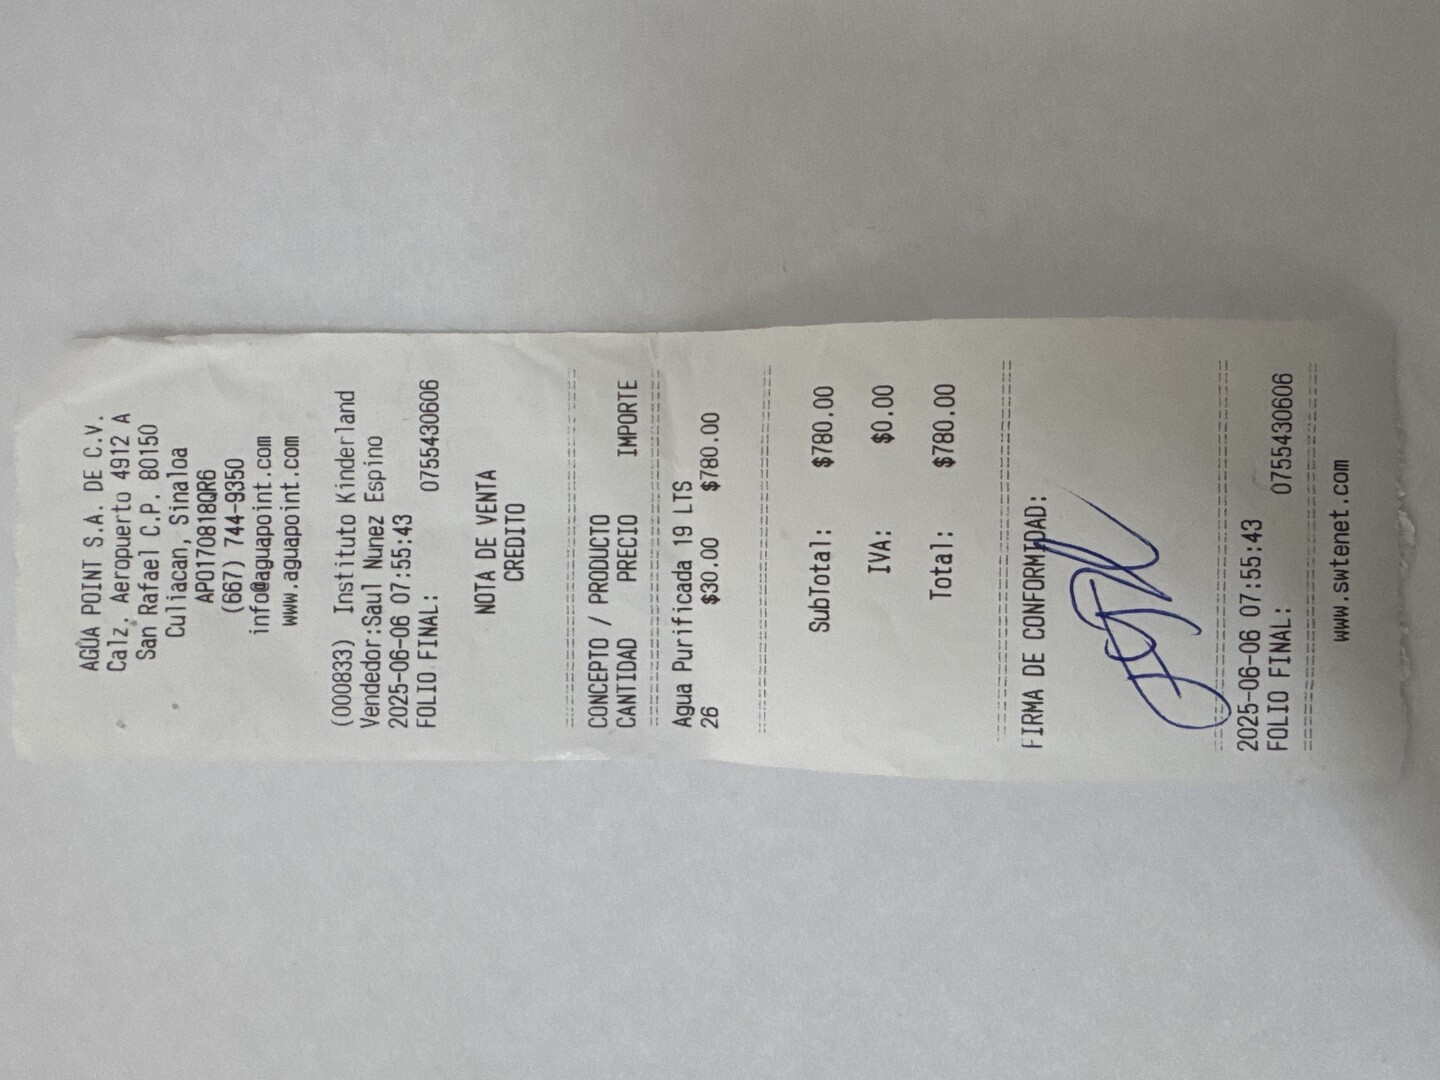 AGUA POINT S.A. DE C.V.
Calz. Aeropuerto 4912 A
San Rafael C.P. 80150
Culiacan, Sinaloa
APO170818QR6
(667) 744-9350
info@aguapoint.com
www.aguapoint.com
(000833) Instituto Kinderland
Vendedor:Saul Nunez Espino
2025-06-06 07:55:43
FOLIO FINAL: 0755430606
NOTA DE VENTA
CREDITO
CONCEPTO / PRODUCTO
CANTIDAD PRECIO IMPORTE
Agua Purificada 19 LTS
26 $30.00 $780.00
SubTotal: $780.00
IVA: $0.00
Total: $780.00
FIRMA DE CONFORMIDAD:
2025-06-06 07:55:43
FOLIO FINAL: 0755430606
www.swtenet.com